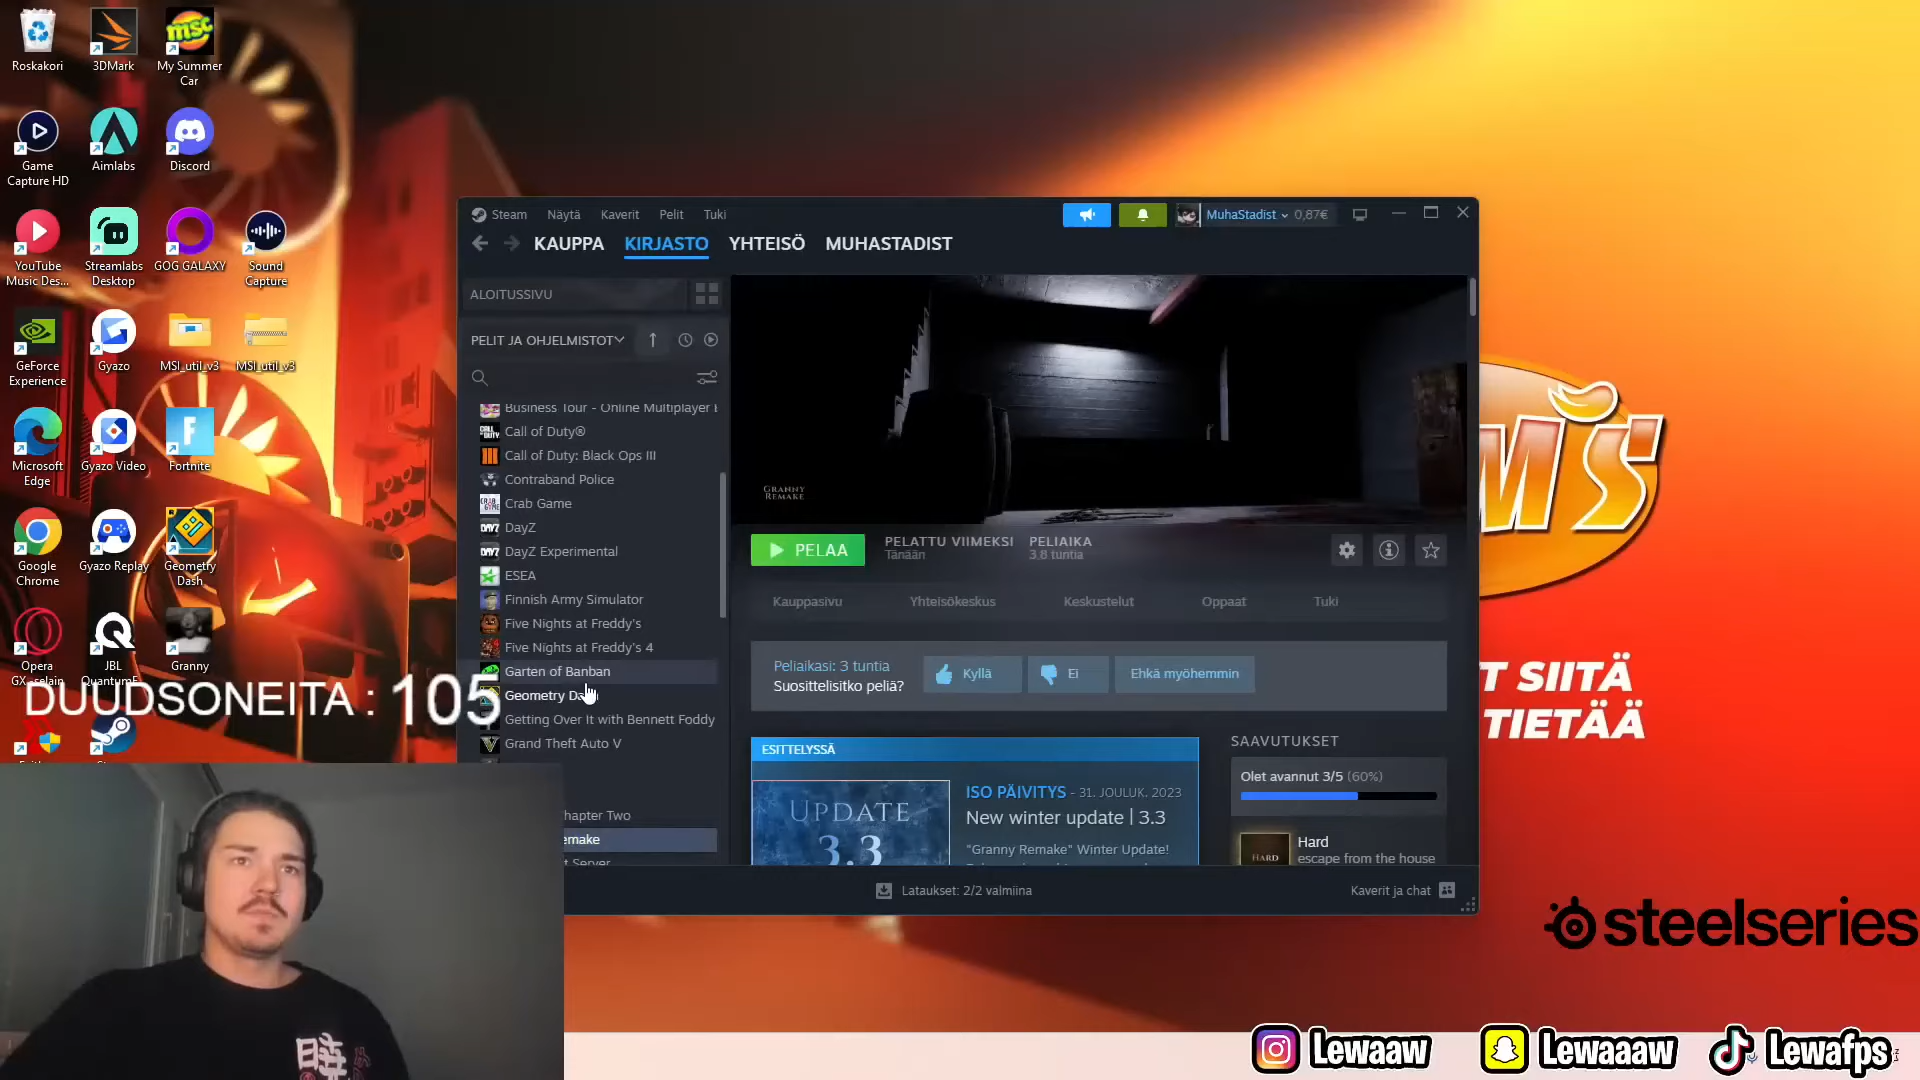 Roskakori
3DMark
My Summer
Car
Game
Capture HD
Aimlabs
Discord
YouTube
Music Des...
Streamlabs
Desktop
GOG GALAXY
Sound
Capture
GeForce
Experience
Gyazo
MSI_util_v3
MSI_util_v3
Microsoft
Edge
Gyazo Video
Fortnite
Google
Chrome
Gyazo Replay
Geometry
Dash
Opera
JBL
Granny
DUUDSONEITA : 105
Steam Näytä Kaverit Pelit Tuki
MuhaStadist 0,87€
KAUPPA KIRJASTO YHTEISÖ MUHASTADIST
ALOITUSSIVU
PELIT JA OHJELMISTOT
Business Tour - Online Multiplayer
Call of Duty®
Call of Duty: Black Ops III
Contraband Police
Crab Game
DayZ
DayZ Experimental
ESEA
Finnish Army Simulator
Five Nights at Freddy's
Five Nights at Freddy's 4
Garten of Banban
Geometry
Getting Over It with Bennett Foddy
Grand Theft Auto V
hapter Two
emake
Server
GRANNY
REMAKE
PELAA
PELATTU VIIMEKSI
Tänään
PELIAIKA
3,8 tuntia
Kauppasivu Yhteisökeskus Keskustelut Oppaat Tuki
Peliaikasi: 3 tuntia
Suosittelisitko peliä?
Kyllä
Ei
Ehkä myöhemmin
ESITTELYSSÄ
UPDATE
3.3
ISO PÄIVITYS - 31. JOULUK. 2023
New winter update | 3.3
"Granny Remake" Winter Update!
SAAVUTUKSET
Olet avannut 3/5 (60%)
HARD
Hard
escape from the house
Lataukset: 2/2 valmiina
Kaverit ja chat
M'S
T SIITÄ
TIETÄÄ
steelseries
Lewaaw
Lewaaaw
Lewafps